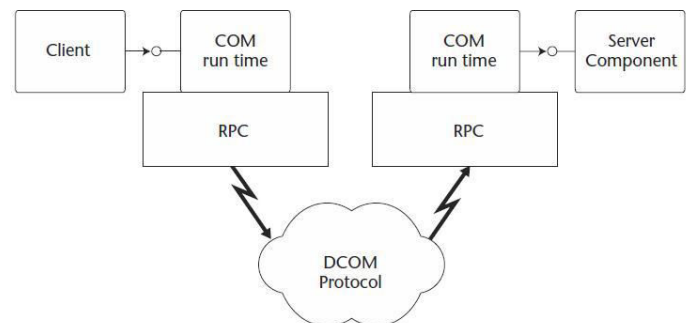 Client
COM
run time
COM
run time
Server
Component
RPC
RPC
DCOM
Protocol